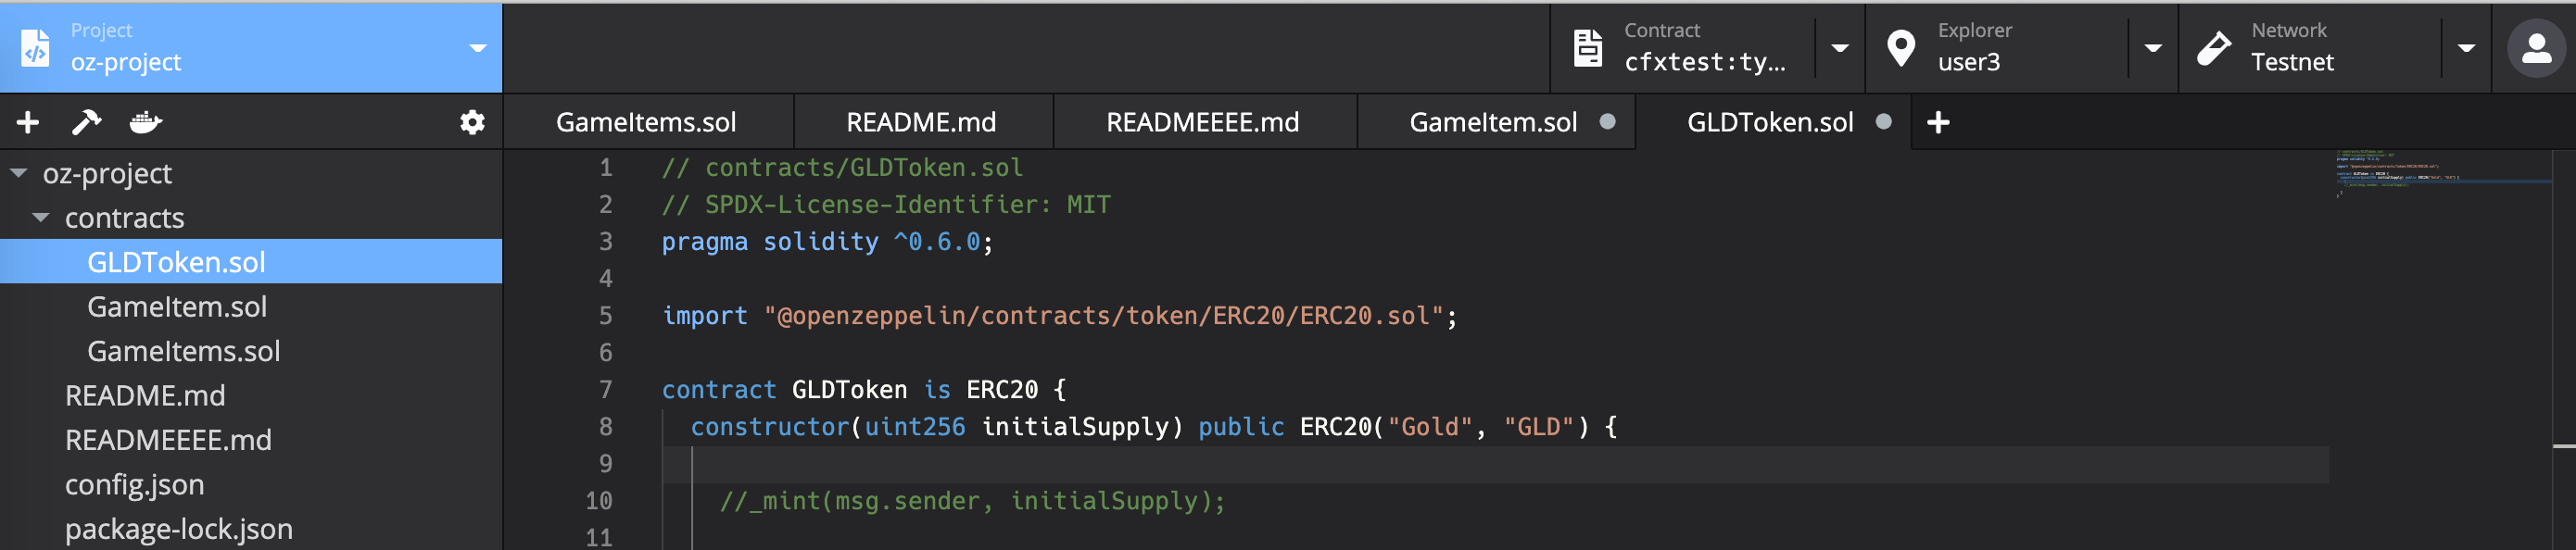 Project
oz-project
Contract
cfxtest:ty...
Explorer
user3
Network
Testnet
GameItems.sol
README.md
READMEEEE.md
GameItem.sol
GLDToken.sol
oz-project
contracts
GLDToken.sol
GameItem.sol
GameItems.sol
README.md
READMEEEE.md
config.json
package-lock.json
1 // contracts/GLDToken.sol
2 // SPDX-License-Identifier: MIT
3 pragma solidity ^0.6.0;
4
5 import "@openzeppelin/contracts/token/ERC20/ERC20.sol";
6
7 contract GLDToken is ERC20 {
8 constructor(uint256 initialSupply) public ERC20("Gold", "GLD") {
9
10 //_mint(msg.sender, initialSupply);
11